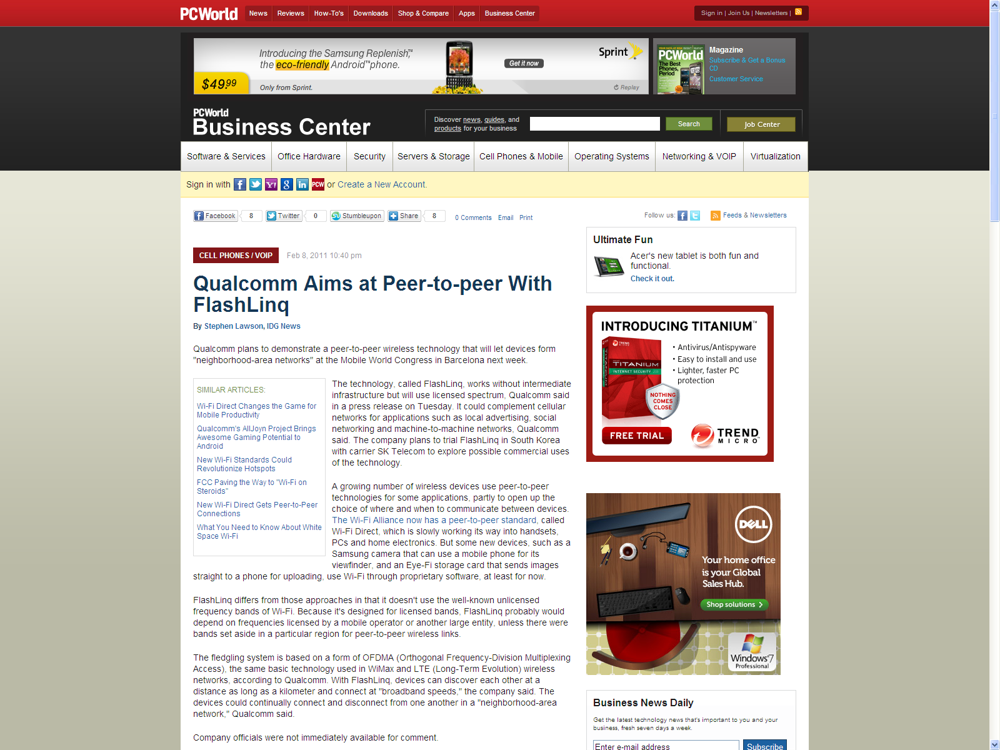 PCWorld News Reviews How-To's Downloads Shop & Compare Apps Business Center Sign in | Join Us | Newsletters |
Introducing the Samsung Replenish,™
the eco-friendly Android™ phone.
$49.99
Only from Sprint.
Get it now
Sprint
Replay
PCWorld
The Best
Phones,
Period
Magazine
Subscribe & Get a Bonus
CD
Customer Service
PCWorld
Business Center
Discover news, guides, and
products for your business
Search
Job Center
Software & Services Office Hardware Security Servers & Storage Cell Phones & Mobile Operating Systems Networking & VOIP Virtualization
Sign in with f Y! g in PCW or Create a New Account.
Facebook 8 Twitter 0 Stumbleupon Share 8 0 Comments Email Print
Follow us: Feeds & Newsletters
CELL PHONES / VOIP Feb 8, 2011 10:40 pm
Qualcomm Aims at Peer-to-peer With
FlashLinq
By Stephen Lawson, IDG News
Qualcomm plans to demonstrate a peer-to-peer wireless technology that will let devices form
"neighborhood-area networks" at the Mobile World Congress in Barcelona next week.
SIMILAR ARTICLES:
Wi-Fi Direct Changes the Game for
Mobile Productivity
Qualcomm's AllJoyn Project Brings
Awesome Gaming Potential to
Android
New Wi-Fi Standards Could
Revolutionize Hotspots
FCC Paving the Way to "Wi-Fi on
Steroids"
New Wi-Fi Direct Gets Peer-to-Peer
Connections
What You Need to Know About White
Space Wi-Fi
The technology, called FlashLinq, works without intermediate
infrastructure but will use licensed spectrum, Qualcomm said
in a press release on Tuesday. It could complement cellular
networks for applications such as local advertising, social
networking and machine-to-machine networks, Qualcomm
said. The company plans to trial FlashLinq in South Korea
with carrier SK Telecom to explore possible commercial uses
of the technology.
A growing number of wireless devices use peer-to-peer
technologies for some applications, partly to open up the
choice of where and when to communicate between devices.
The Wi-Fi Alliance now has a peer-to-peer standard, called
Wi-Fi Direct, which is slowly working its way into handsets,
PCs and home electronics. But some new devices, such as a
Samsung camera that can use a mobile phone for its
viewfinder, and an Eye-Fi storage card that sends images
straight to a phone for uploading, use Wi-Fi through proprietary software, at least for now.
FlashLinq differs from those approaches in that it doesn't use the well-known unlicensed
frequency bands of Wi-Fi. Because it's designed for licensed bands, FlashLinq probably would
depend on frequencies licensed by a mobile operator or another large entity, unless there were
bands set aside in a particular region for peer-to-peer wireless links.
The fledgling system is based on a form of OFDMA (Orthogonal Frequency-Division Multiplexing
Access), the same basic technology used in WiMax and LTE (Long-Term Evolution) wireless
networks, according to Qualcomm. With FlashLinq, devices can discover each other at a
distance as long as a kilometer and connect at "broadband speeds," the company said. The
devices could continually connect and disconnect from one another in a "neighborhood-area
network," Qualcomm said.
Company officials were not immediately available for comment.
Ultimate Fun
Acer's new tablet is both fun and
functional.
Check it out.
INTRODUCING TITANIUM™
• Antivirus/Antispyware
• Easy to install and use
• Lighter, faster PC
protection
TREND
TITANIUM
INTERNET SECURITY
NOTHING
COMES
CLOSE
FREE TRIAL
TREND
MICRO
DELL
Your home office
is your Global
Sales Hub.
Shop solutions
Windows 7
Professional
Business News Daily
Get the latest technology news that's important to you and your
business, fresh seven days a week.
Enter e-mail address Subscribe